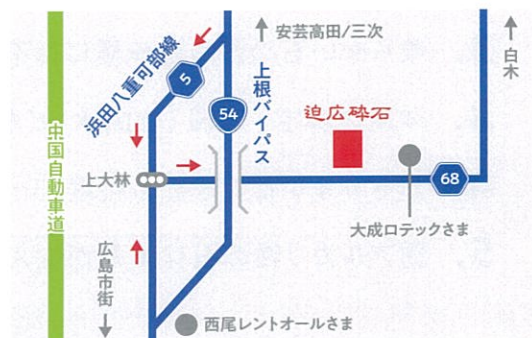 安芸高田/三次
白木
浜田八重可部線
5
54
上根バイパス
迫広砕石
中国自動車道
上大林
68
大成ロテックさま
広島市街
西尾レントオールさま